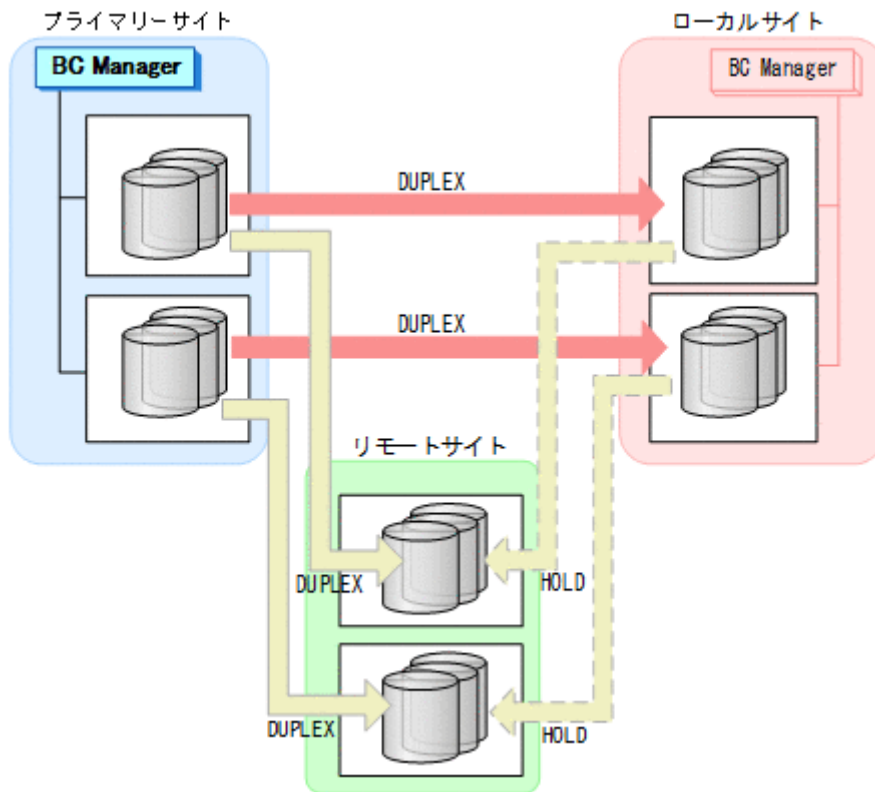 プライマリーサイト
ローカルサイト
BC Manager
BC Manager
DUPLEX
DUPLEX
リモートサイト
DUPLEX
HOLD
DUPLEX
HOLD